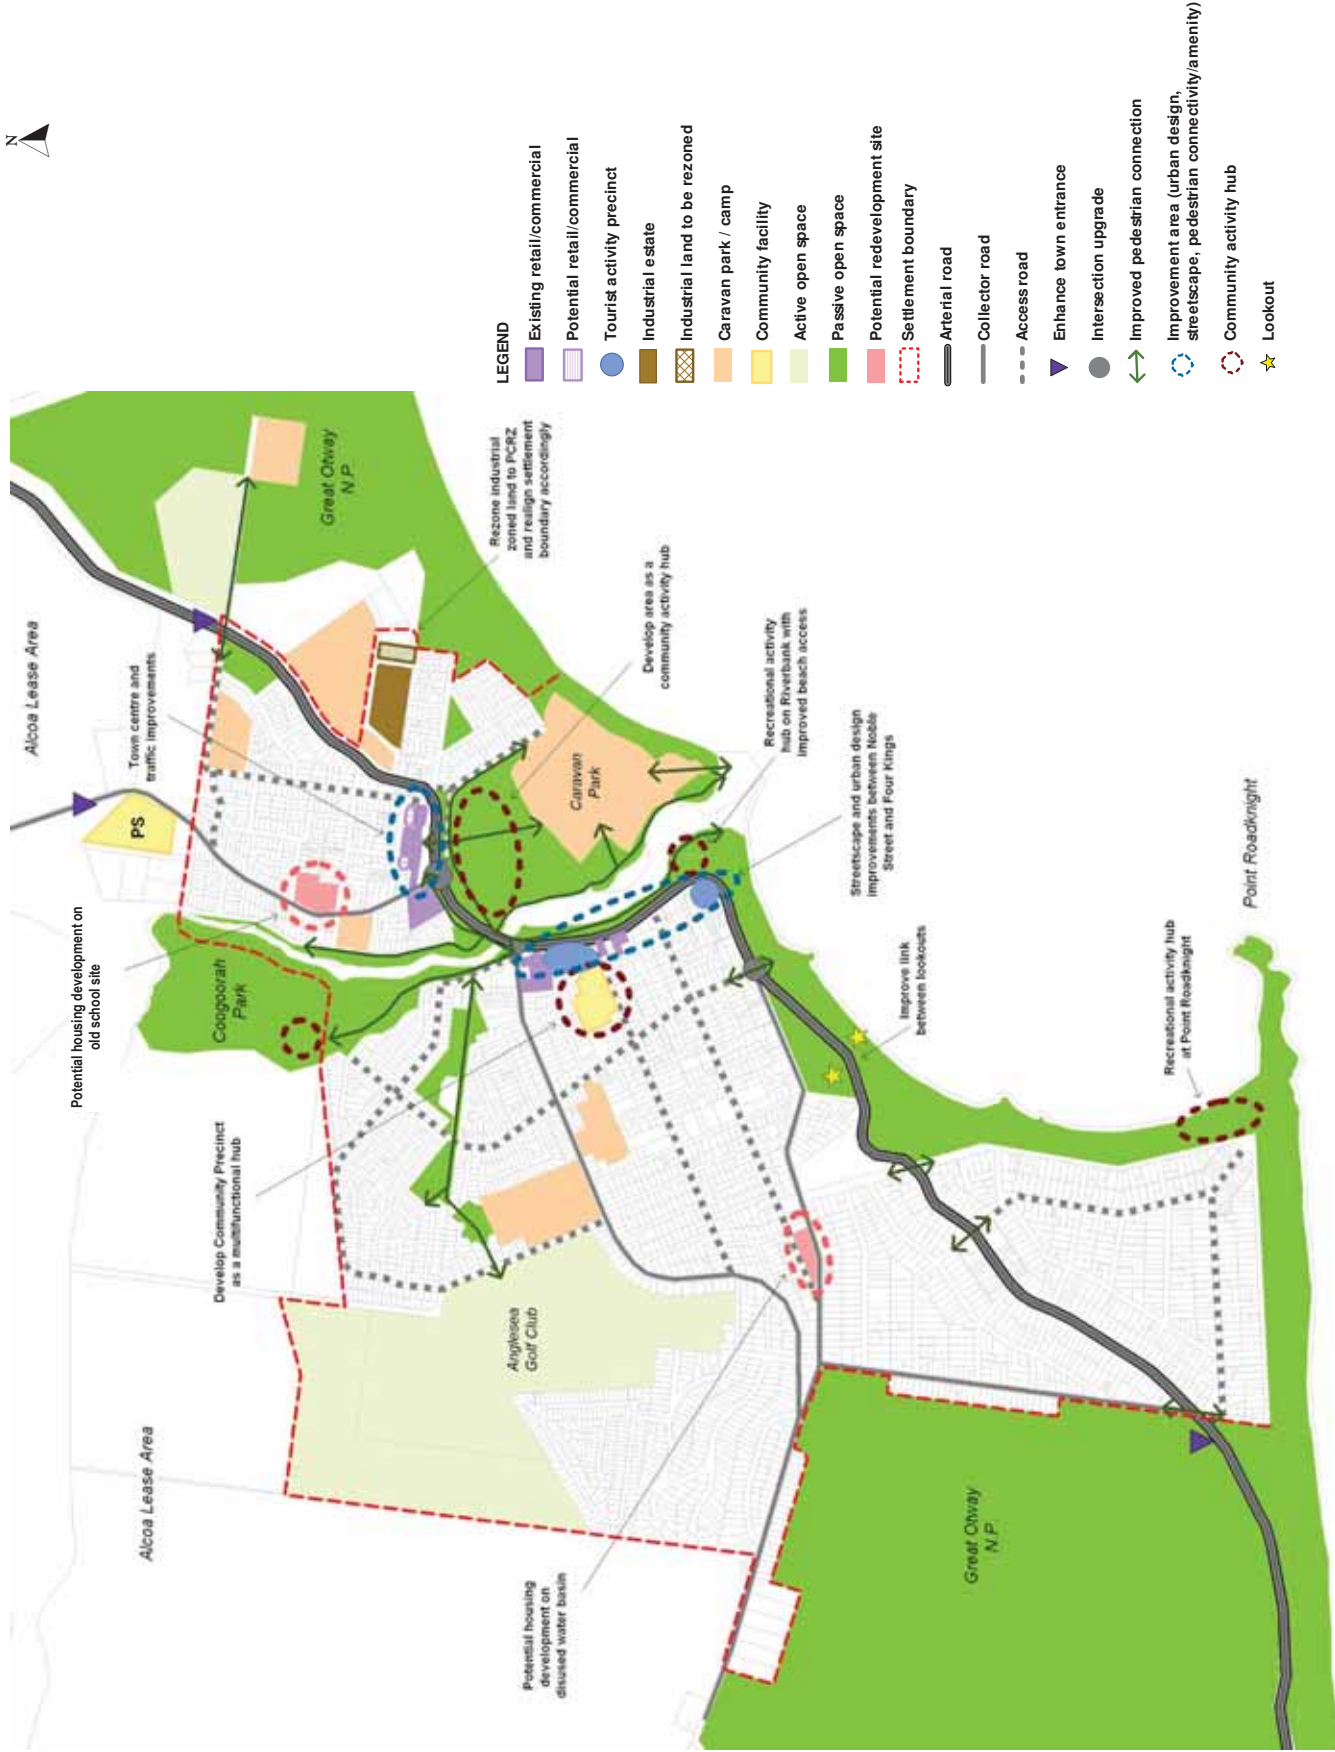 N
LEGEND
Existing retail/commercial
Potential retail/commercial
Tourist activity precinct
Industrial estate
Industrial land to be rezoned
Caravan park / camp
Community facility
Active open space
Passive open space
Potential redevelopment site
Settlement boundary
Arterial road
Collector road
Access road
Enhance town entrance
Intersection upgrade
Improved pedestrian connection
Improvement area (urban design,
streetscape, pedestrian connectivity/amenity)
Community activity hub
Lookout
Alcoa Lease Area
Town centre and
traffic improvements
Great Otway
N.P.
Rezone industrial
zoned land to PCRZ
and realign settlement
boundary accordingly
Develop area as a
community activity hub
Recreational activity
hub on Riverbank with
improved beach access
Streetscape and urban design
improvements between Noble
Street and Four Kings
PS
Caravan
Park
Potential housing development on
old school site
Coogoorah
Park
Improve link
between lookouts
Point Roadknight
Recreational activity hub
at Point Roadknight
Develop Community Precinct
as a multifunctional hub
Anglesea
Golf Club
Alcoa Lease Area
Potential housing
development on
disused water basin
Great Otway
N.P.